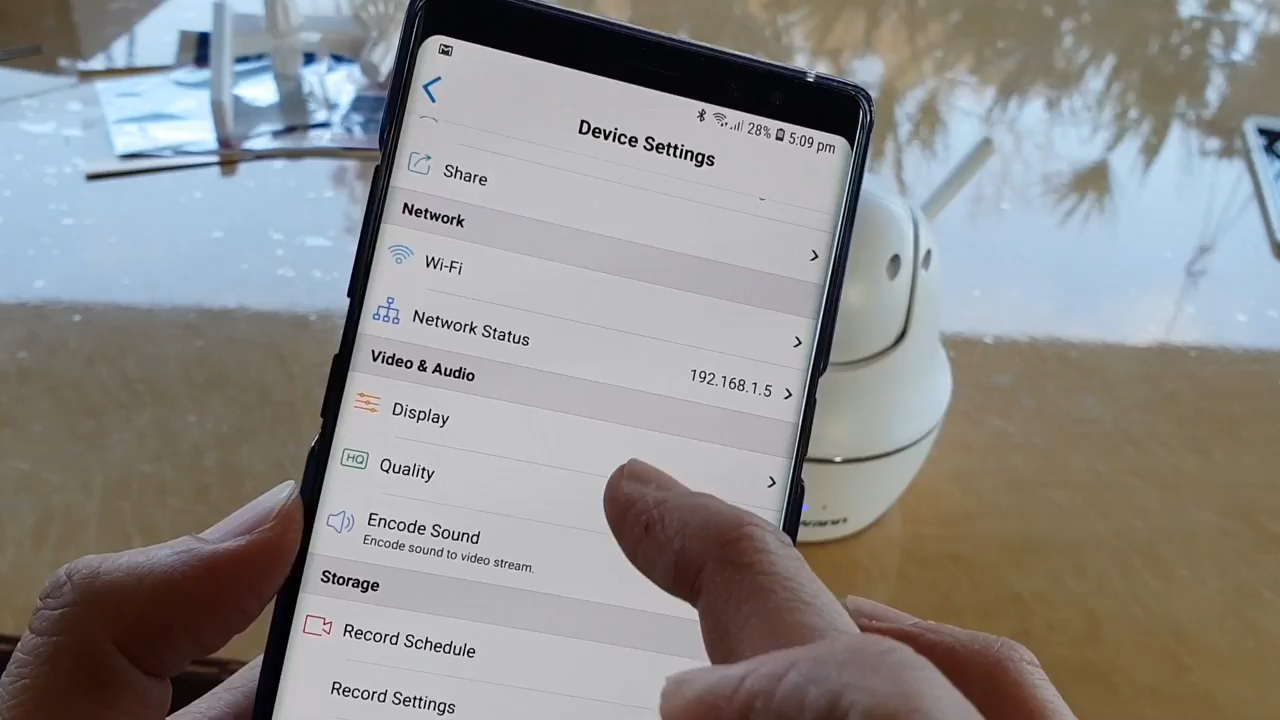 28% 5:09 pm
Device Settings
Share
Network
Wi-Fi
Network Status
192.168.1.5
Video & Audio
Display
HQ
Quality
Encode Sound
Encode sound to video stream.
Storage
Record Schedule
Record Settings